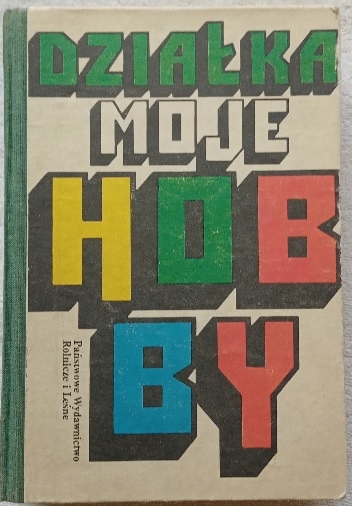 DZIAŁKA
MOJE
HOB
BY
Państwowe Wydawnictwo
Rolnicze i Leśne